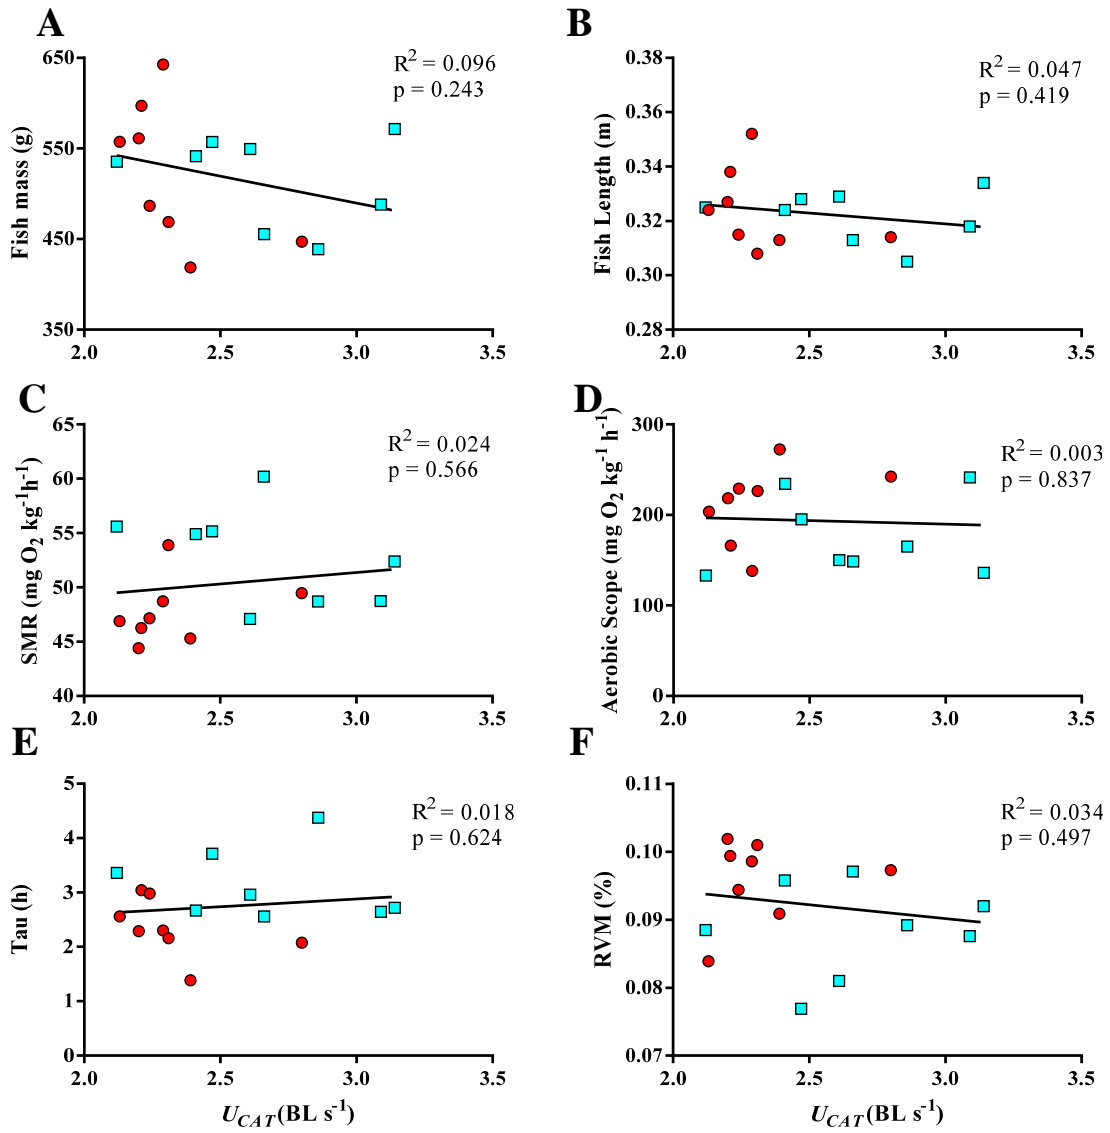 A
R2 = 0.096
p = 0.243
Fish mass (g)
650
550
450
350
2.0
2.5
3.0
3.5
B
R2 = 0.047
p = 0.419
Fish Length (m)
0.38
0.36
0.34
0.32
0.30
0.28
2.0
2.5
3.0
3.5
C
R2 = 0.024
p = 0.566
SMR (mg O2 kg-1h-1)
65
60
55
50
45
40
2.0
2.5
3.0
3.5
D
R2 = 0.003
p = 0.837
Aerobic Scope (mg O2 kg-1 h-1)
300
200
100
0
2.0
2.5
3.0
3.5
E
R2 = 0.018
p = 0.624
Tau (h)
5
4
3
2
1
0
2.0
2.5
3.0
3.5
UCAT(BL s-1)
F
R2 = 0.034
p = 0.497
RVM (%)
0.11
0.10
0.09
0.08
0.07
2.0
2.5
3.0
3.5
UCAT(BL s-1)